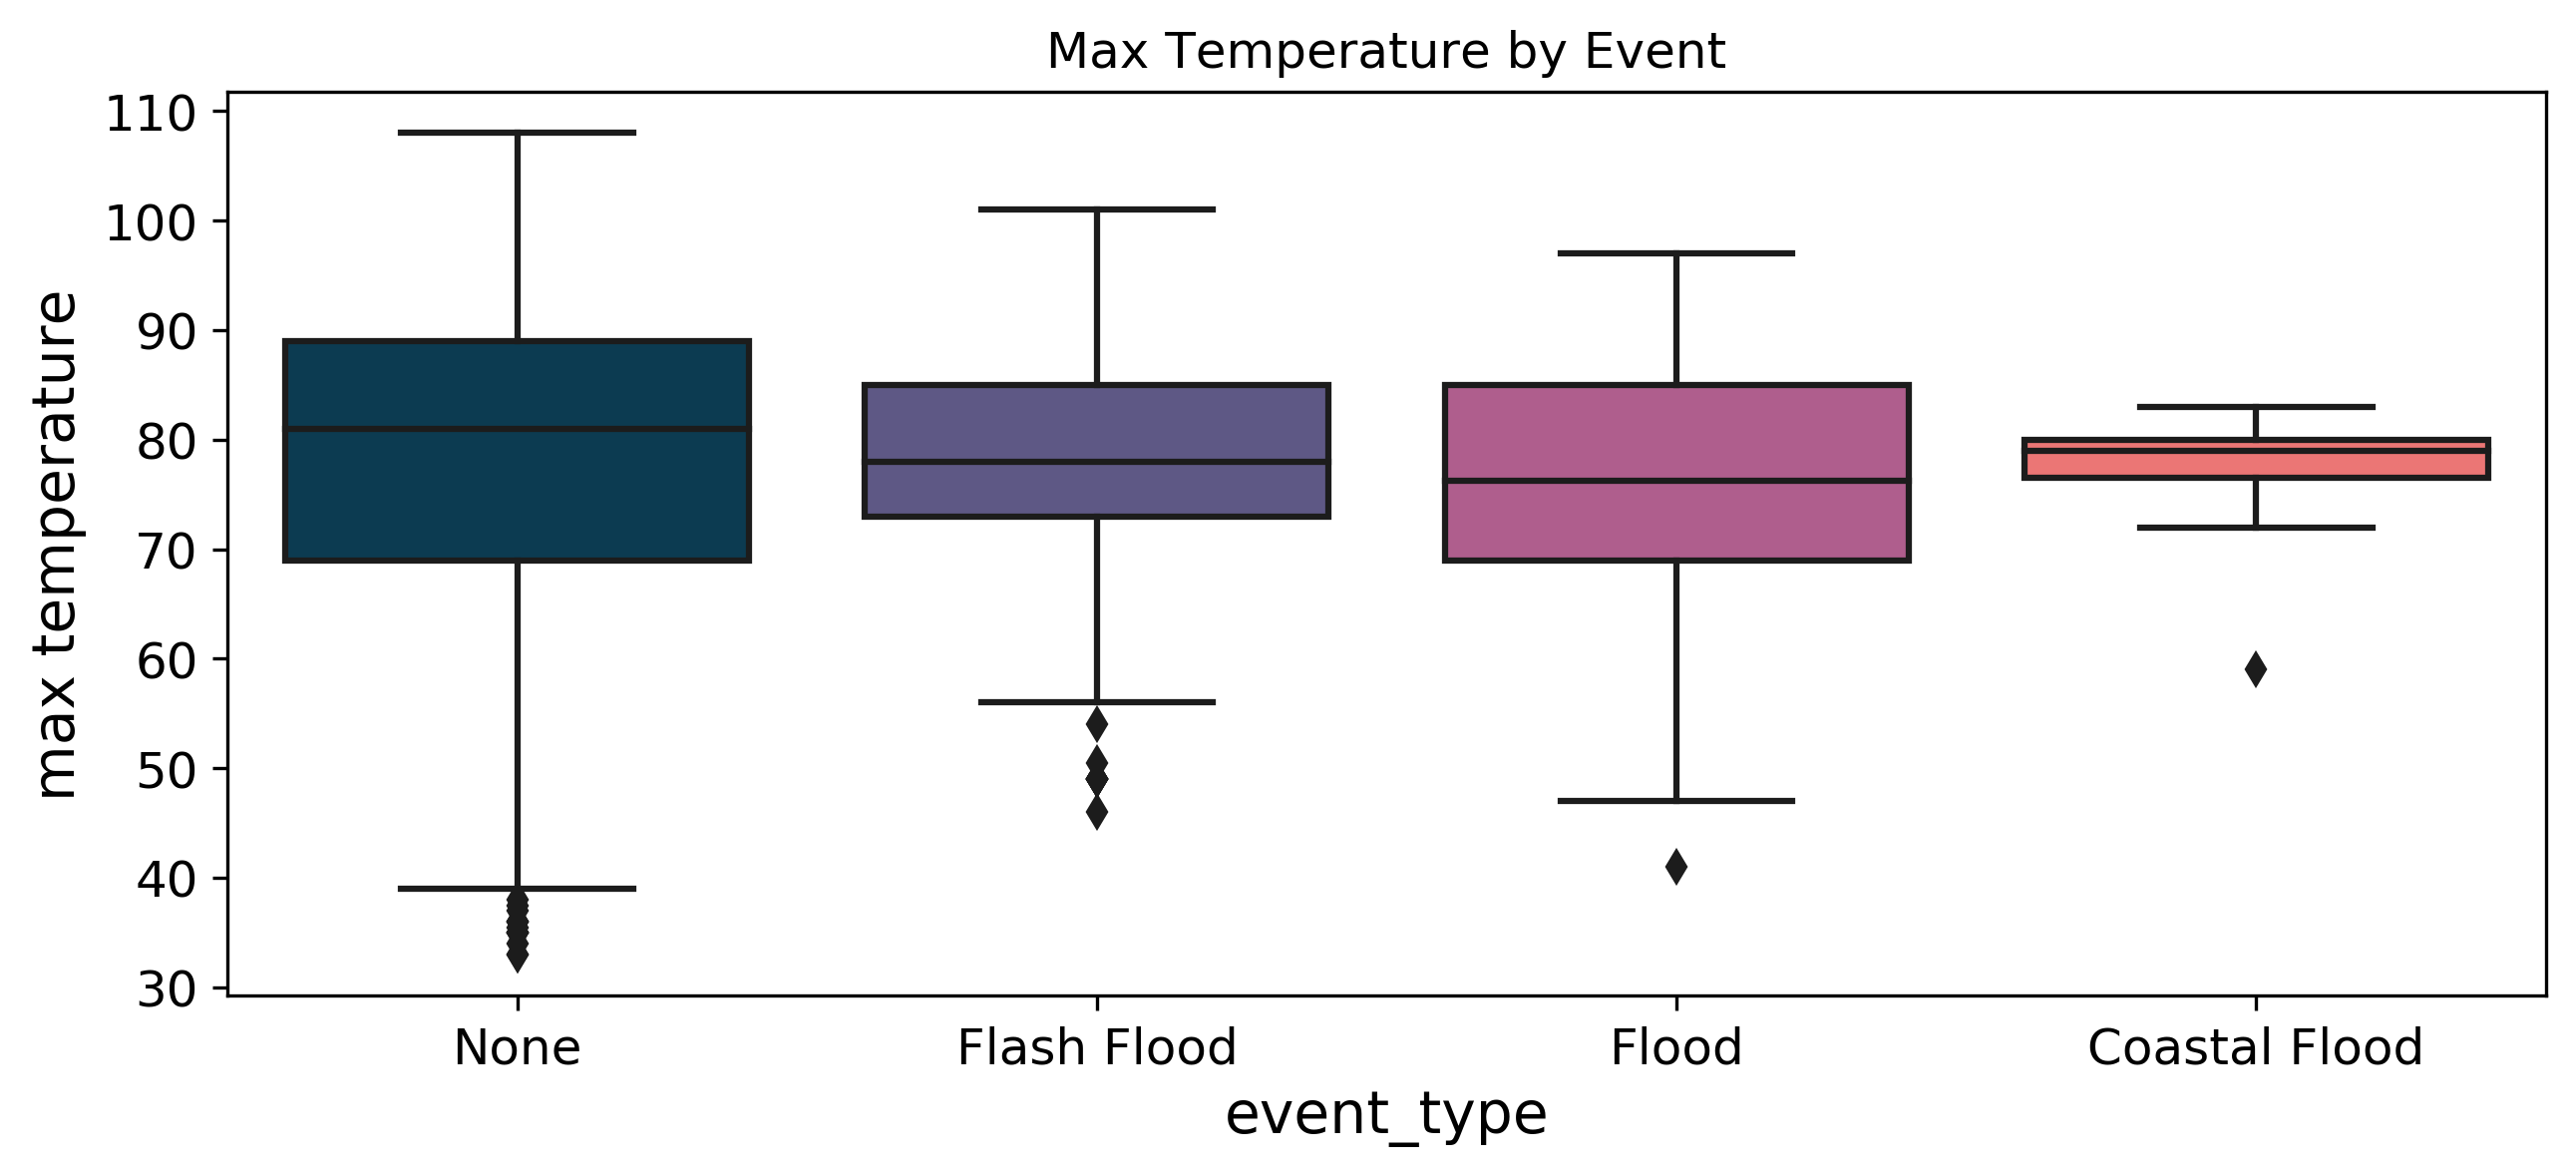 Max Temperature by Event
110
100
90
80
70
60
50
40
30
max temperature
None Flash Flood Flood Coastal Flood
event_type